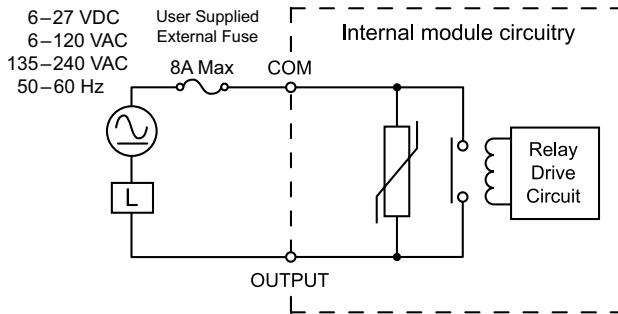 6–27 VDC
6–120 VAC
135–240 VAC
50–60 Hz
User Supplied
External Fuse
8A Max
COM
Internal module circuitry
L
Relay
Drive
Circuit
OUTPUT